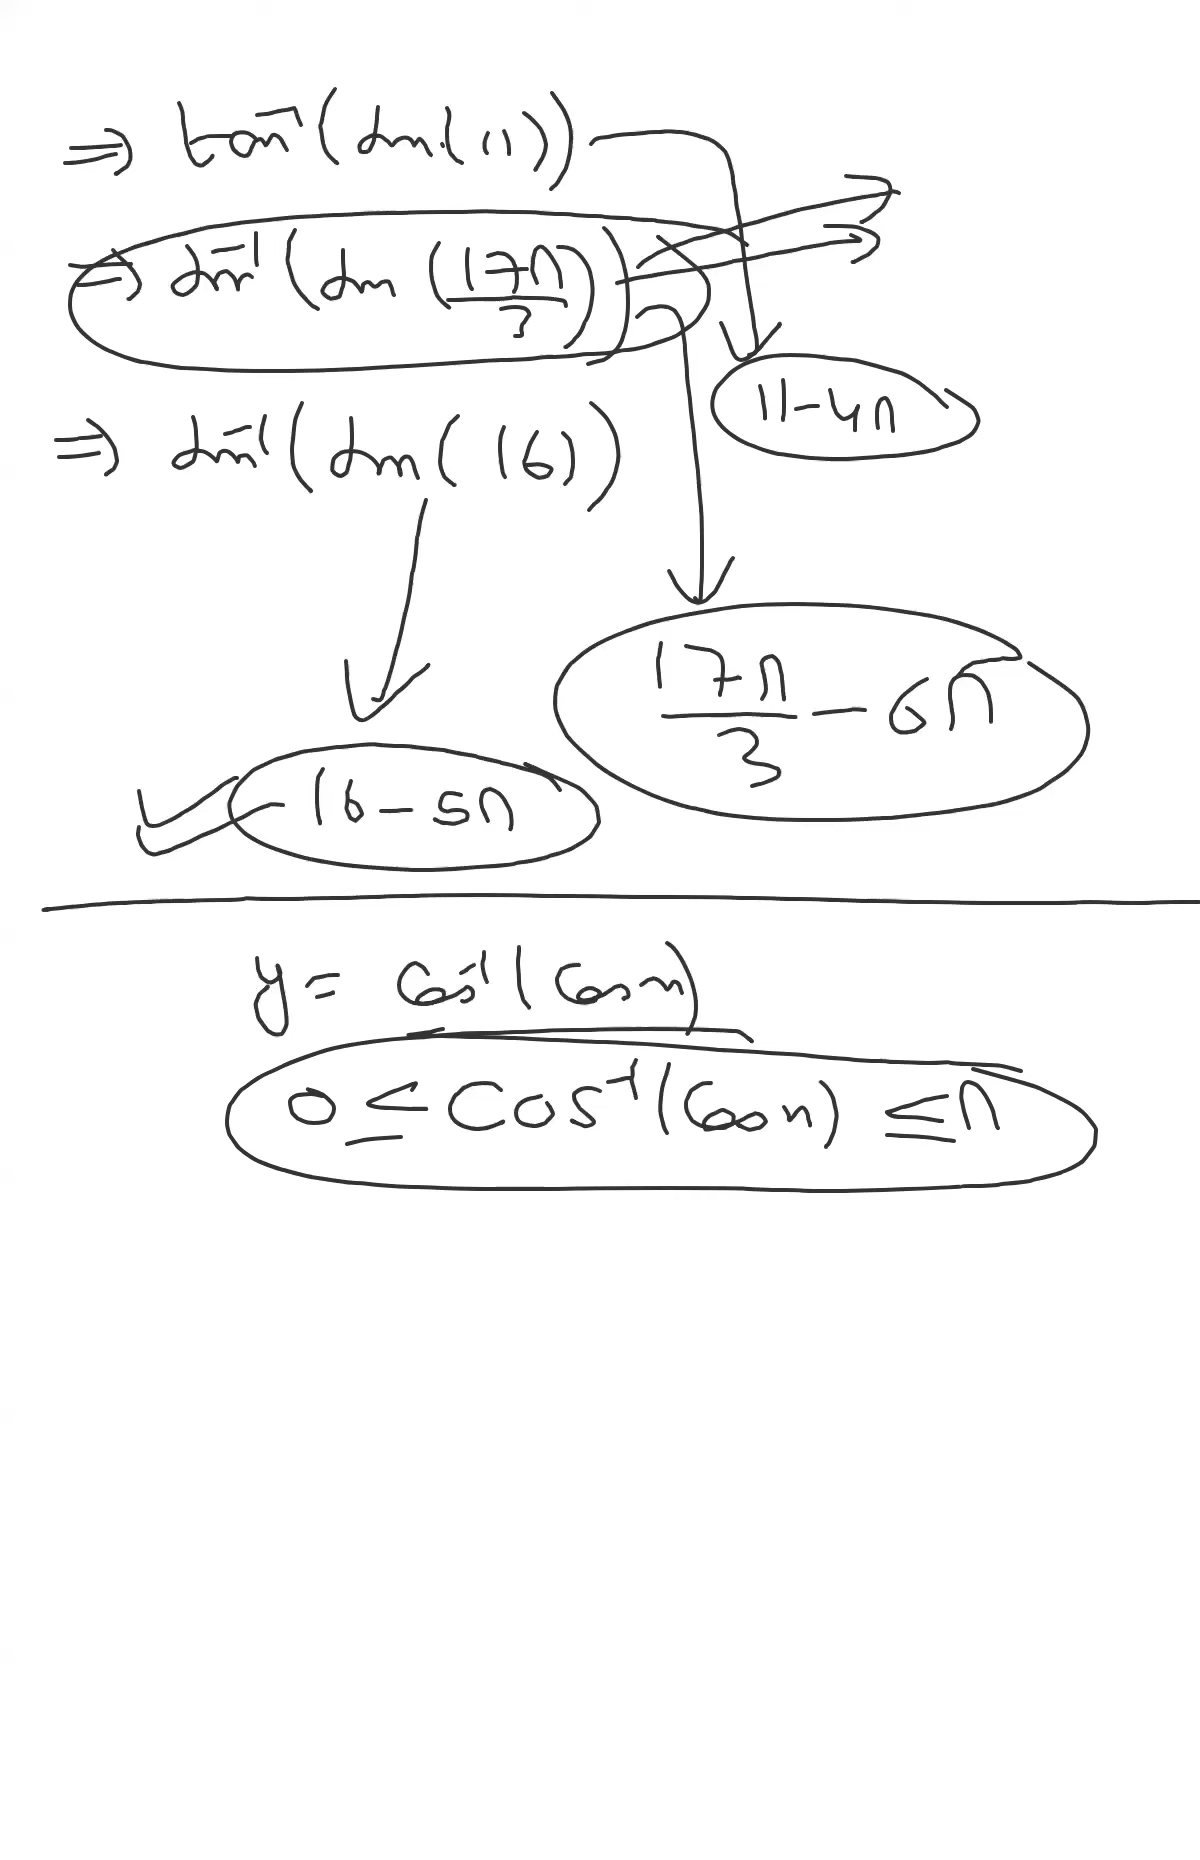 ⇒ tan⁻¹(sin(11))
⇒ sin⁻¹(sin(17π/3))
11-4π
⇒ sin⁻¹(sin(16))
17π/3 - 6π
16-5π
y = Cos⁻¹(Cos x)
0 ≤ Cos⁻¹(Cos x) ≤ π